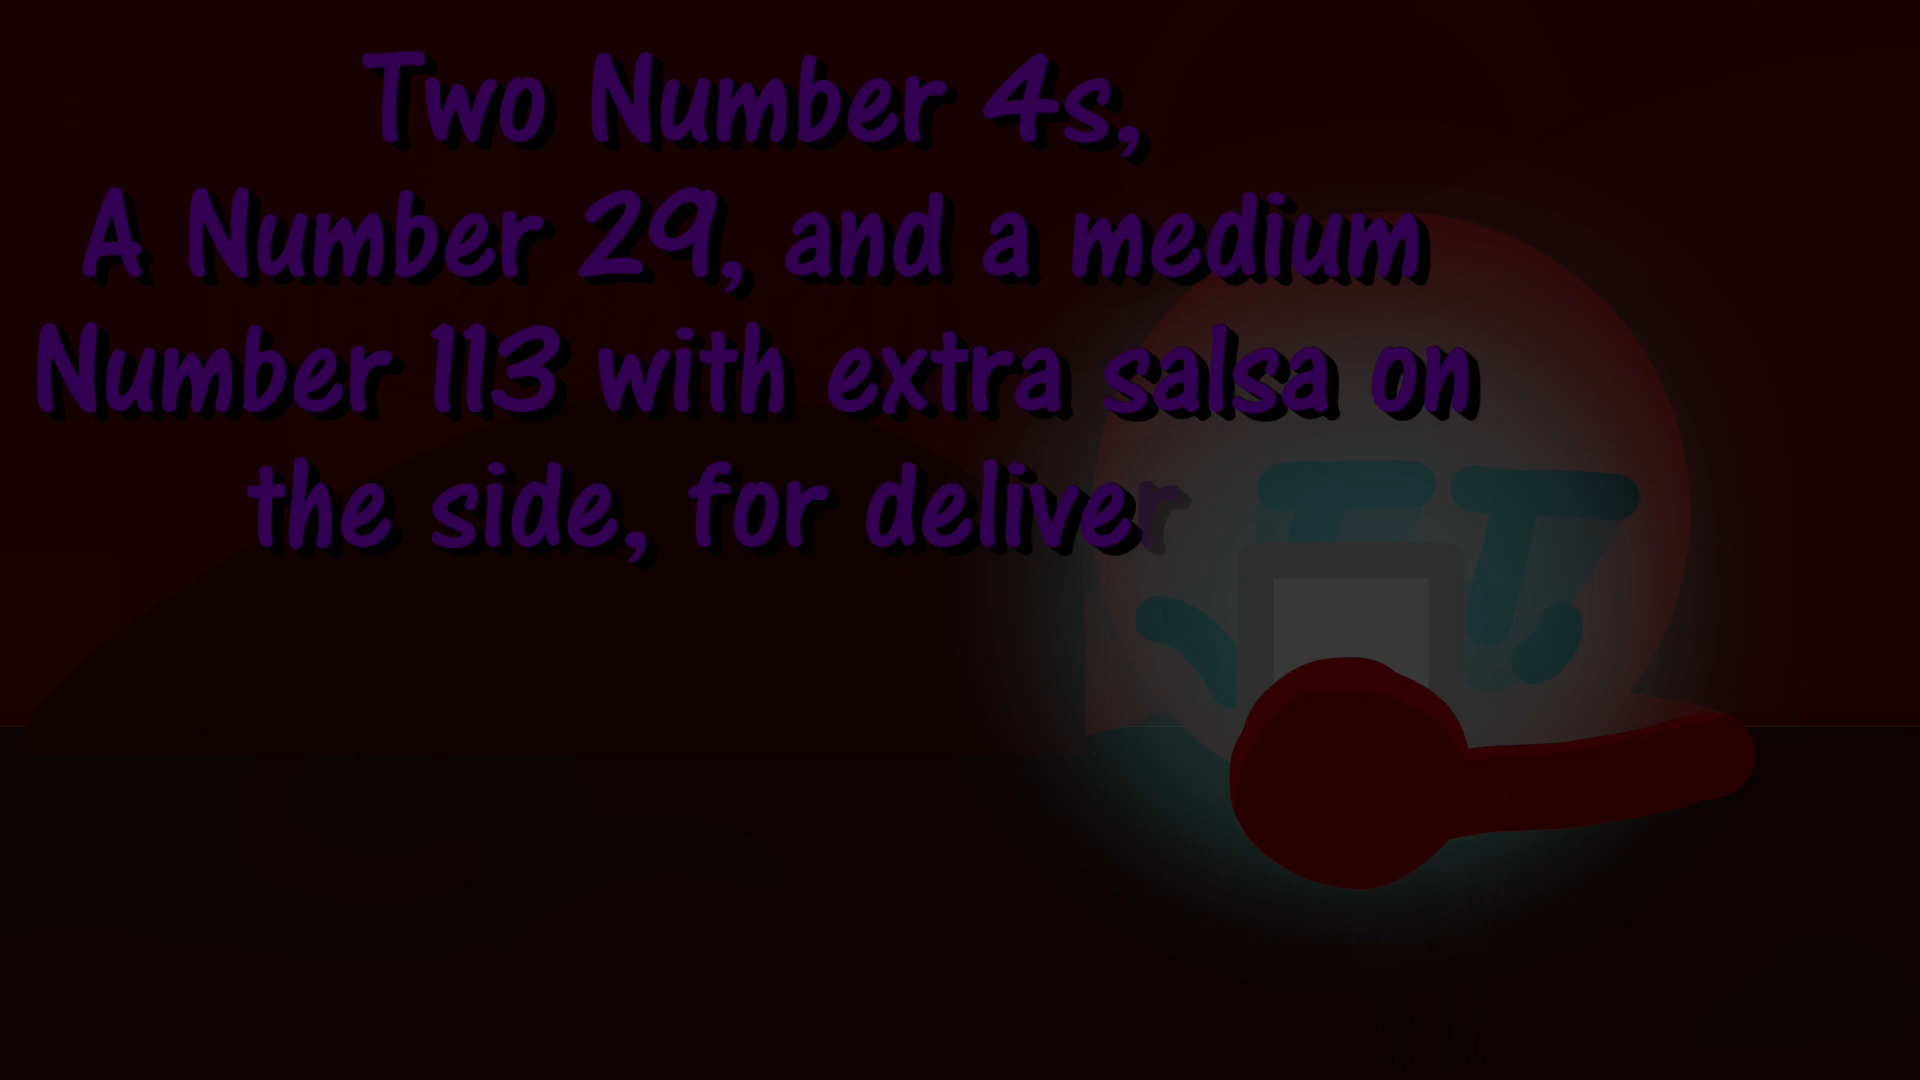 Two Number 4s,
A Number 29, and a medium
Number 113 with extra salsa on
the side, for deliver